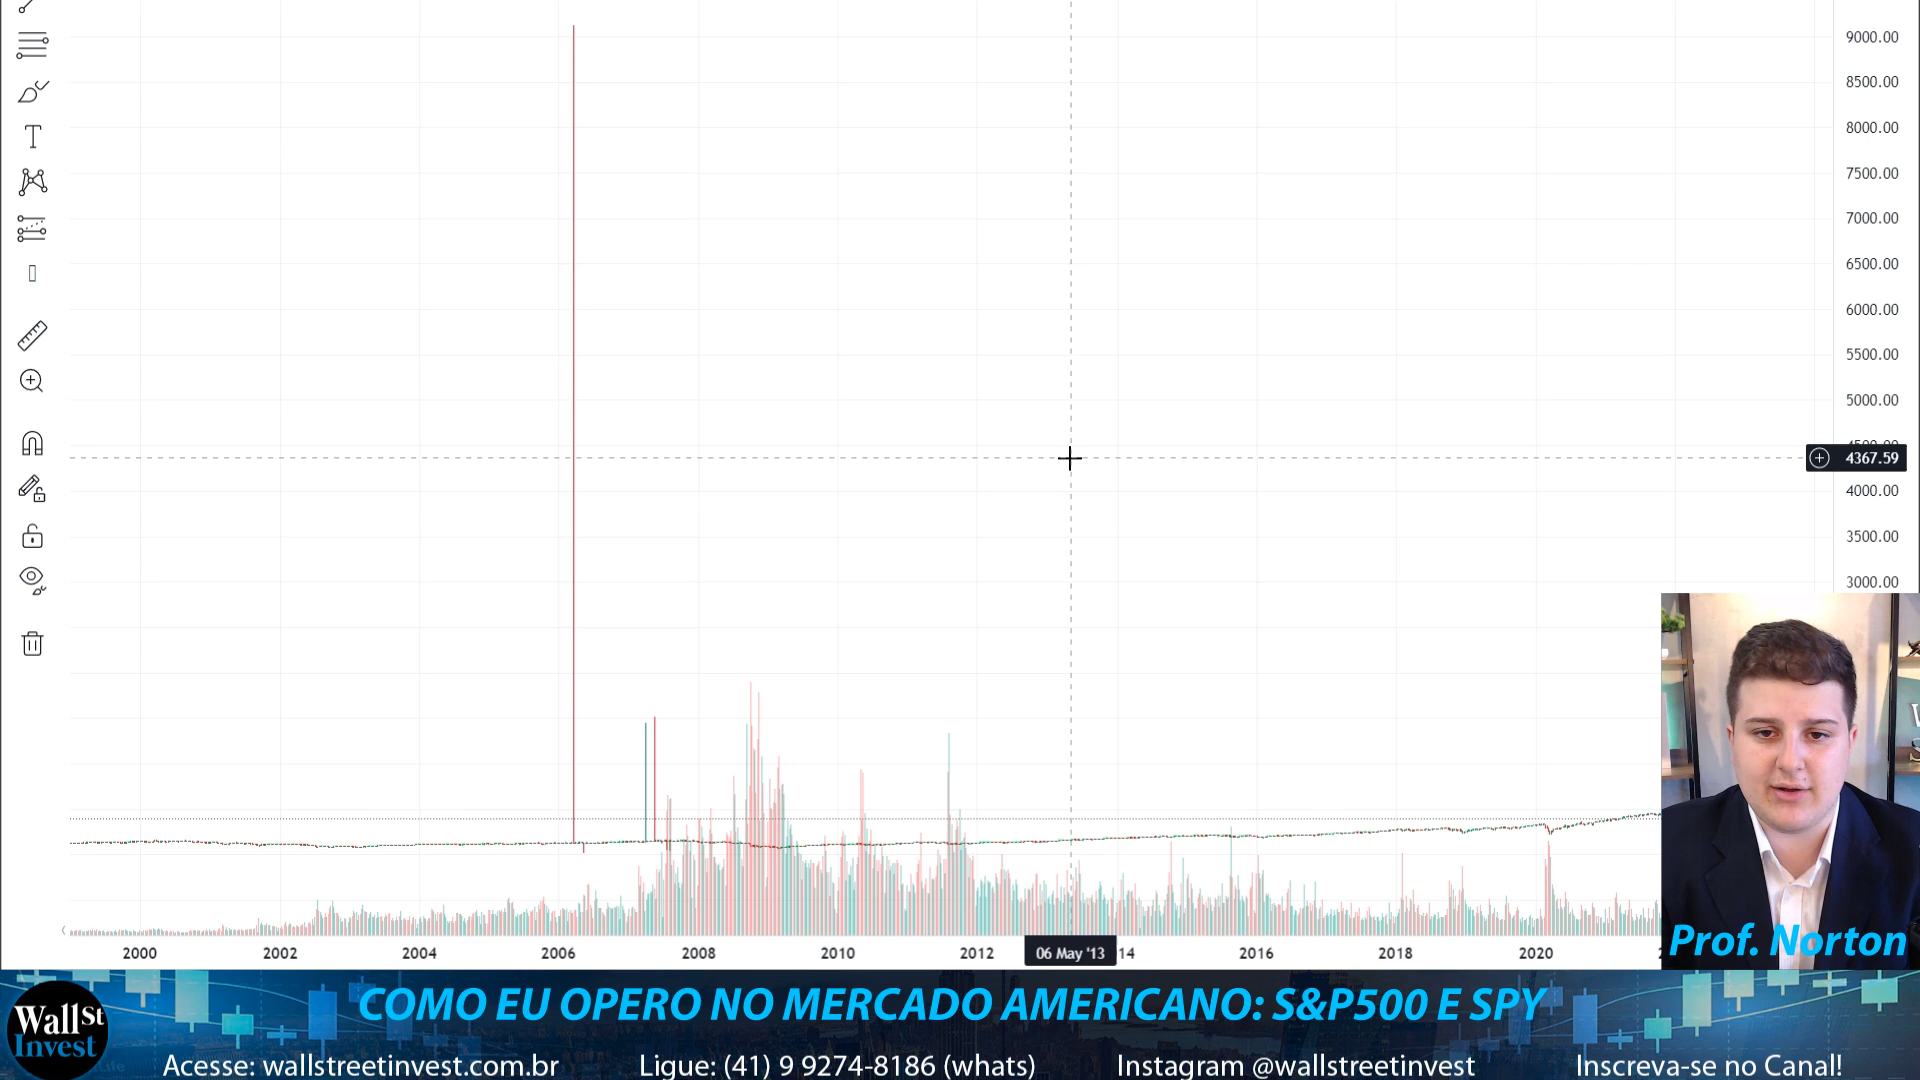 9000.00
8500.00
8000.00
7500.00
7000.00
6500.00
6000.00
5500.00
5000.00
4367.59
4000.00
3500.00
3000.00
2000
2002
2004
2006
2008
2010
2012
06 May '13
14
2016
2018
2020
Prof. Norton
COMO EU OPERO NO MERCADO AMERICANO: S&P500 E SPY
Wall St
Invest
Acesse: wallstreetinvest.com.br
Ligue: (41) 9 9274-8186 (whats)
Instagram @wallstreetinvest
Inscreva-se no Canal!